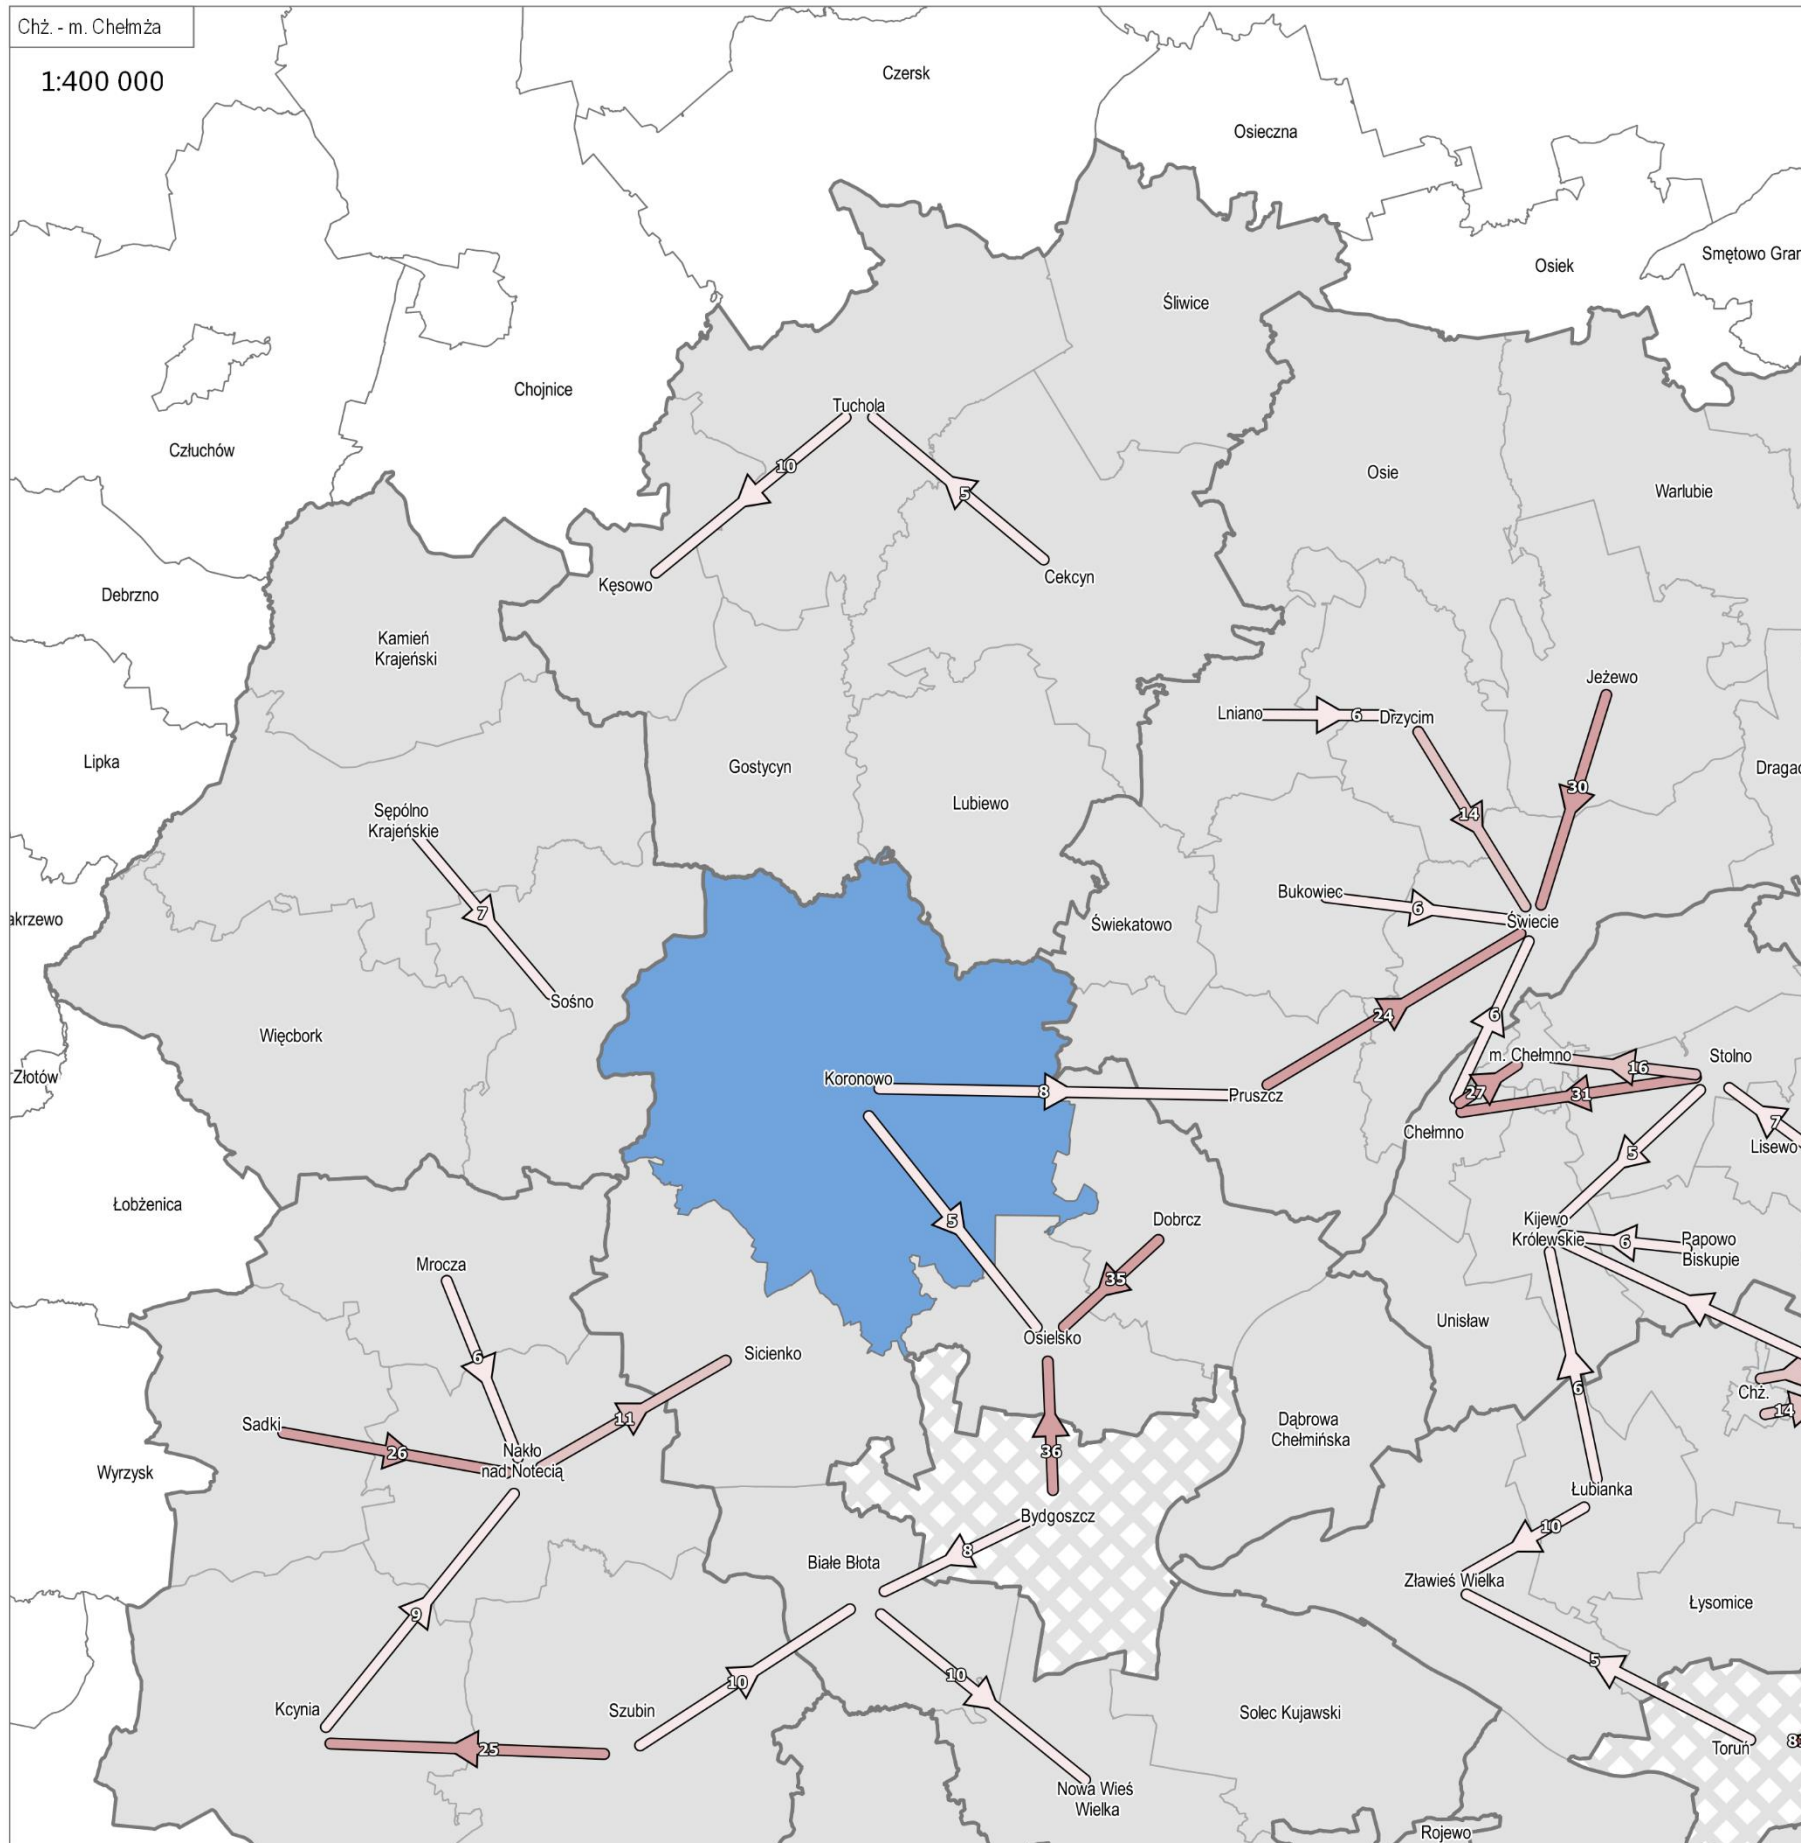 Chż. - m. Chełmża
1:400 000
Czersk
Osieczna
Smętowo Gran
Osiek
Śliwice
Chojnice
Tuchola
Człuchów
10
Osie
5
Warlubie
Cekcyn
Kęsowo
Debrzno
Kamień
Krajeński
Jeżewo
Lniano
6
Drzycim
Lipka
Gostycyn
Dragac
30
Lubiewo
Sępólno
Krajeńskie
14
Bukowiec
6
7
akrzewo
Świekatowo
Świecie
Sośno
24
6
Więcbork
m. Chełmno
Stolno
16
Złotów
Koronowo
8
Pruszcz
27
31
7
Chełmno
Lisewo
5
Łobżenica
5
Dobrcz
Kijewo
Królewskie
6
Papowo
Biskupie
Mrocza
35
Unisław
Osielsko
6
Sicienko
6
Chż.
14
Sadki
11
Dąbrowa
Chełmińska
26
Nakło
nad Notecią
36
Wyrzysk
Łubianka
Bydgoszcz
10
8
Białe Błota
Zławieś Wielka
Łysomice
9
5
10
10
Kcynia
Szubin
Solec Kujawski
25
Toruń
8
Nowa Wieś
Wielka
Rojewo